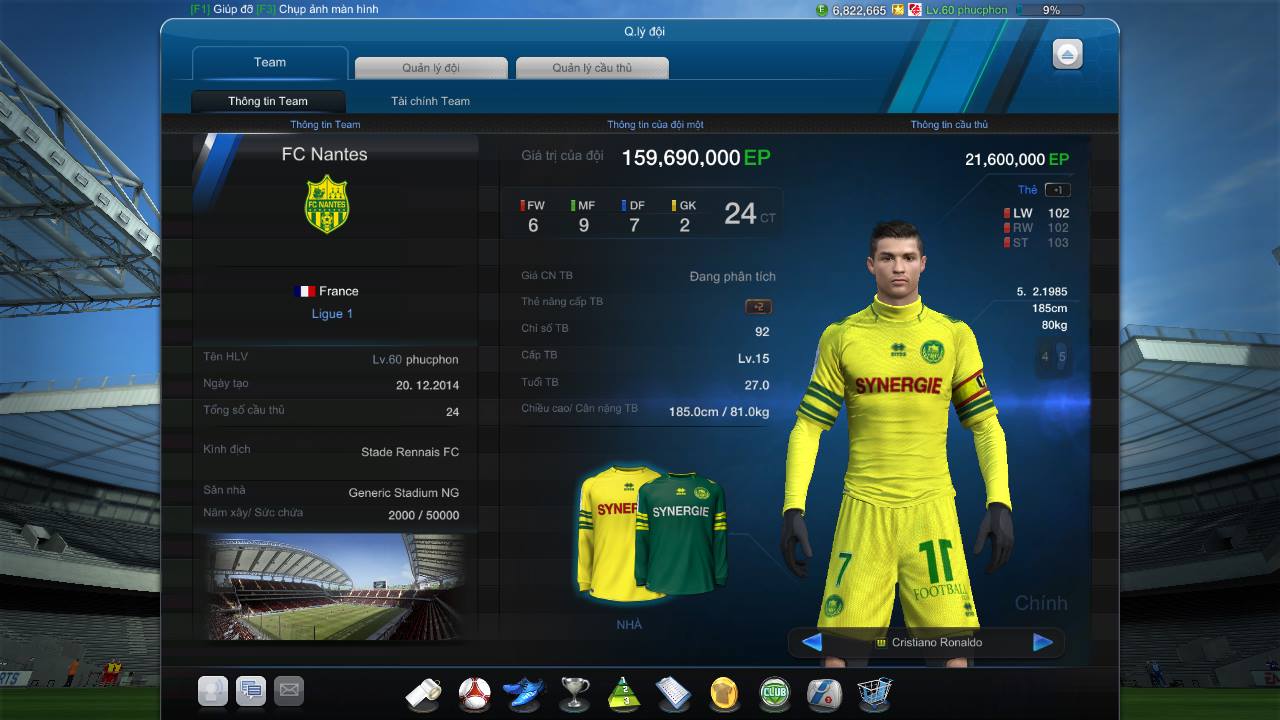 [F1] Giúp đỡ [F3] Chụp ảnh màn hình
E 6,822,665 Lv.60 phucphon 9%
Q.lý đội
Team Quản lý đội Quản lý cầu thủ
Thông tin Team Tài chính Team
Thông tin Team Thông tin của đội một Thông tin cầu thủ
FC Nantes
FC NANTES
France
Ligue 1
Tên HLV Lv.60 phucphon
Ngày tạo 20. 12.2014
Tổng số cầu thủ 24
Kình địch Stade Rennais FC
Sân nhà Generic Stadium NG
Năm xây/ Sức chứa 2000 / 50000
Giá trị của đội 159,690,000 EP
FW MF DF GK
6 9 7 2 24 CT
Giá CN TB Đang phân tích
Thẻ nâng cấp TB +2
Chỉ số TB 92
Cấp TB Lv.15
Tuổi TB 27.0
Chiều cao/ Cân nặng TB 185.0cm / 81.0kg
SYNERGIE
NHÀ
21,600,000 EP
Thẻ +1
LW 102
RW 102
ST 103
5. 2.1985
185cm
80kg
4 5
SYNERGIE
7 11
FOOTBALL
Chính
Cristiano Ronaldo
2
3
CLUB